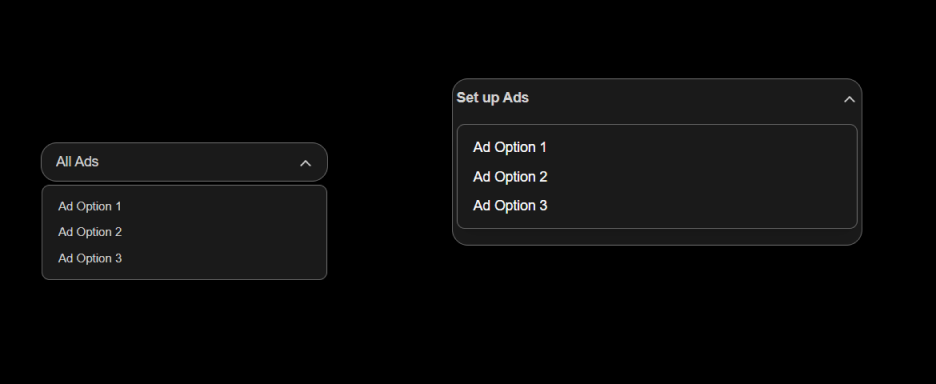 All Ads
Ad Option 1
Ad Option 2
Ad Option 3
Set up Ads
Ad Option 1
Ad Option 2
Ad Option 3